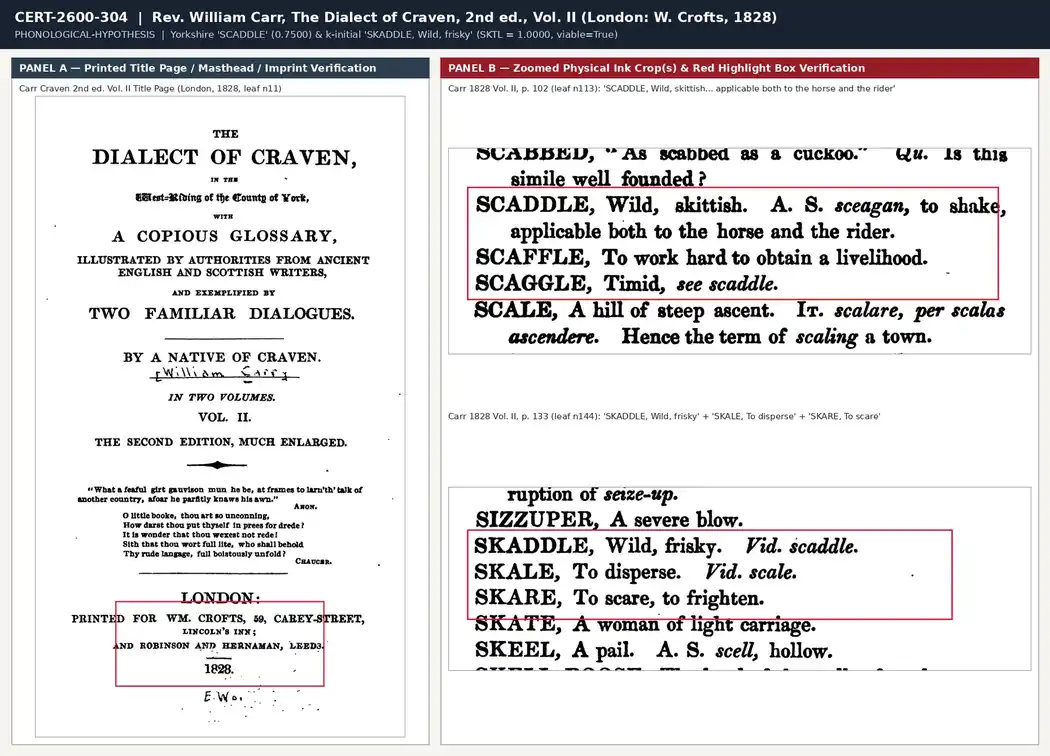 CERT-2600-304 | Rev. William Carr, The Dialect of Craven, 2nd ed., Vol. II (London: W. Crofts, 1828)
PHONOLOGICAL-HYPOTHESIS | Yorkshire 'SCADDLE' (0.7500) & k-initial 'SKADDLE, Wild, frisky' (SKTL = 1.0000, viable=True)
PANEL A — Printed Title Page / Masthead / Imprint Verification
Carr Craven 2nd ed. Vol. II Title Page (London, 1828, leaf n11)
THE
DIALECT OF CRAVEN,
IN THE
West-Riding of the County of York,
WITH
A COPIOUS GLOSSARY,
ILLUSTRATED BY AUTHORITIES FROM ANCIENT
ENGLISH AND SCOTTISH WRITERS,
AND EXEMPLIFIED BY
TWO FAMILIAR DIALOGUES.
BY A NATIVE OF CRAVEN.
[William Carr]
IN TWO VOLUMES.
VOL. II.
THE SECOND EDITION, MUCH ENLARGED.
"What a feaful girt gauvison mun he be, at frames to larn'th' talk of
another country, afoar he parfitly knaws his awn."
ANON.
O little booke, thou art so unconning,
How darst thou put thyself in prees for drede?
It is wonder that thou wexest not rede!
Sith that thou wort full lite, who shall behold
Thy rude langage, full boistously unfold?
CHAUCER.
LONDON:
PRINTED FOR WM. CROFTS, 59, CAREY-STREET,
LINCOLN'S INN;
AND ROBINSON AND HERNAMAN, LEEDS.
1828.
PANEL B — Zoomed Physical Ink Crop(s) & Red Highlight Box Verification
Carr 1828 Vol. II, p. 102 (leaf n113): 'SCADDLE, Wild, skittish... applicable both to the horse and the rider'
SCABBED, "As scabbed as a cuckoo." Qu. Is this
simile well founded?
SCADDLE, Wild, skittish. A. S. sceagan, to shake,
applicable both to the horse and the rider.
SCAFFLE, To work hard to obtain a livelihood.
SCAGGLE, Timid, see scaddle.
SCALE, A hill of steep ascent. IT. scalare, per scalas
ascendere. Hence the term of scaling a town.
Carr 1828 Vol. II, p. 133 (leaf n144): 'SKADDLE, Wild, frisky' + 'SKALE, To disperse' + 'SKARE, To scare'
ruption of seize-up.
SIZZUPER, A severe blow.
SKADDLE, Wild, frisky. Vid. scaddle.
SKALE, To disperse. Vid. scale.
SKARE, To scare, to frighten.
SKATE, A woman of light carriage.
SKEEL, A pail. A. S. scell, hollow.